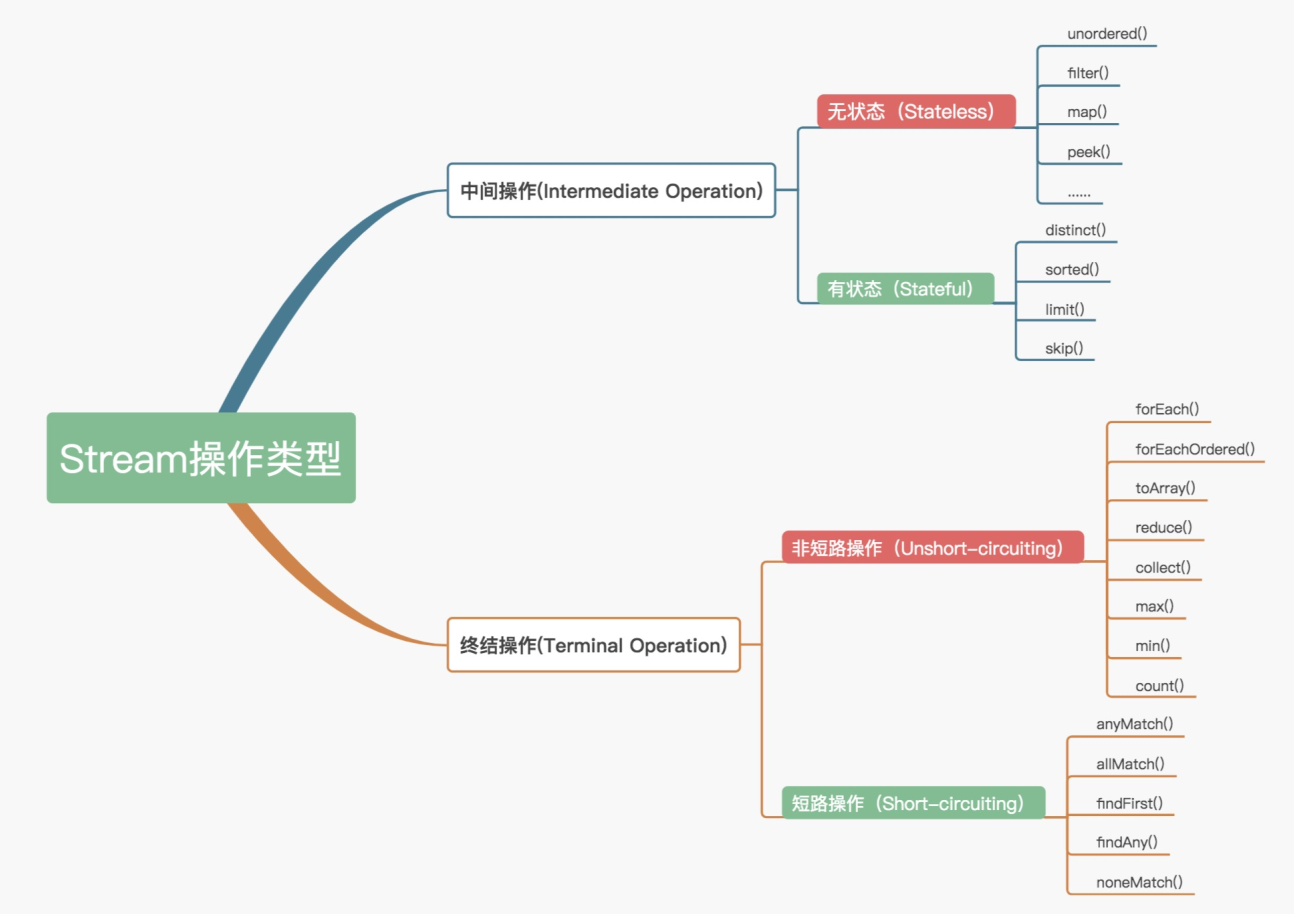 Stream操作类型
中间操作(Intermediate Operation)
无状态（Stateless）
unordered()
filter()
map()
peek()
......
有状态（Stateful）
distinct()
sorted()
limit()
skip()
终结操作(Terminal Operation)
非短路操作（Unshort-circuiting）
forEach()
forEachOrdered()
toArray()
reduce()
collect()
max()
min()
count()
短路操作（Short-circuiting）
anyMatch()
allMatch()
findFirst()
findAny()
noneMatch()